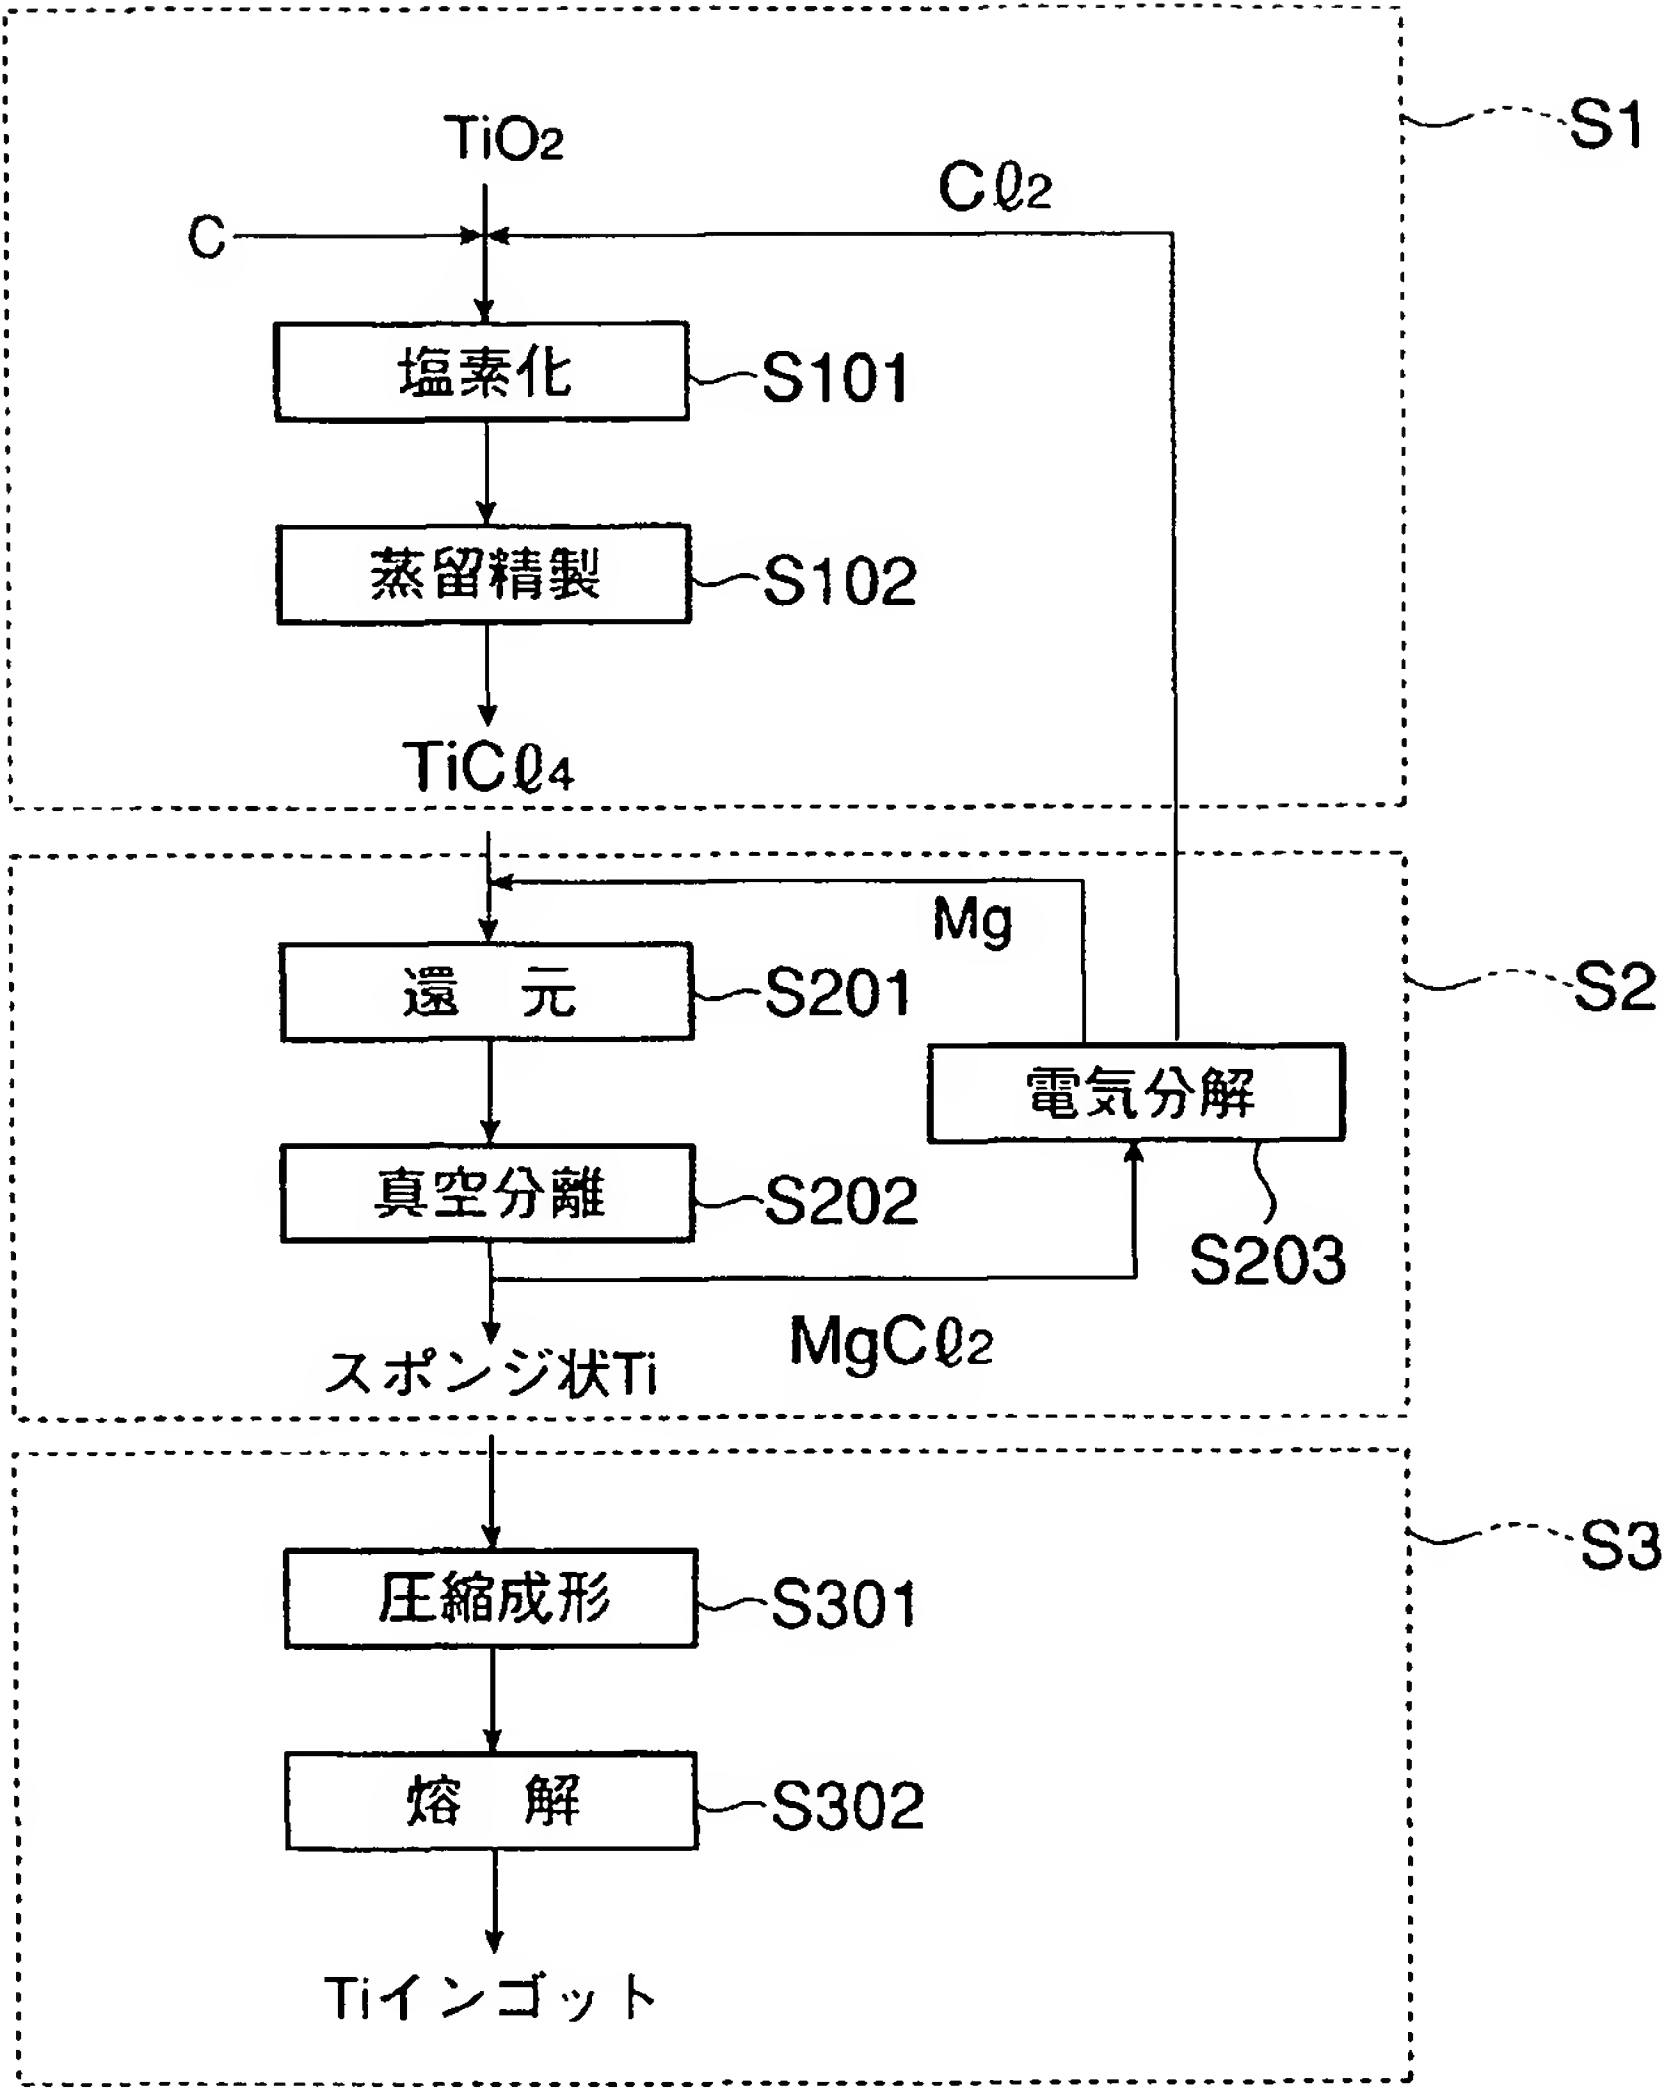 S1
TiO2
Cℓ2
C
塩素化
S101
蒸留精製
S102
TiCℓ4
Mg
還 元
S201
S2
電気分解
真空分離
S202
S203
MgCℓ2
スポンジ状Ti
S3
圧縮成形
S301
熔 解
S302
Tiインゴット